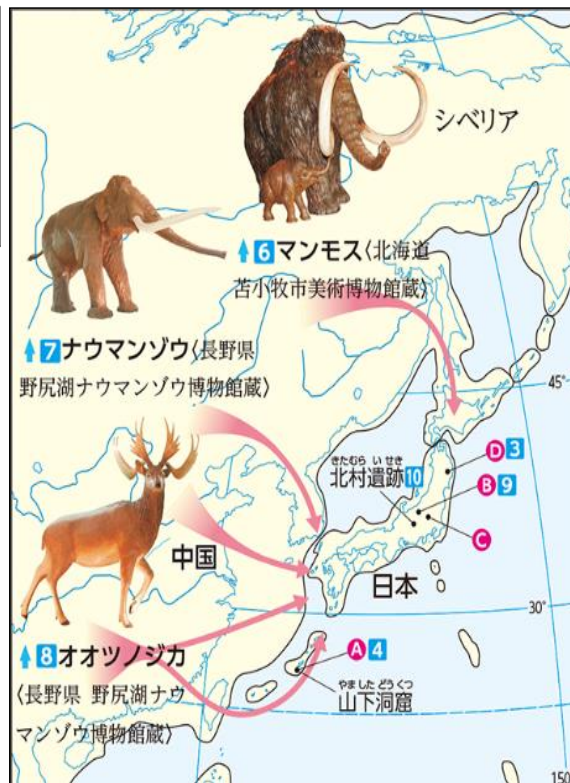 シベリア
↑6マンモス〈北海道
苫小牧市美術博物館蔵〉
↑7ナウマンゾウ〈長野県
野尻湖ナウマンゾウ博物館蔵〉
45°
D 3
きたむら い せき
北村遺跡10
B 9
C
中国
日本
30°
↑8オオツノジカ
〈長野県 野尻湖ナウ
マンゾウ博物館蔵〉
A 4
やました どうくつ
山下洞窟
150°